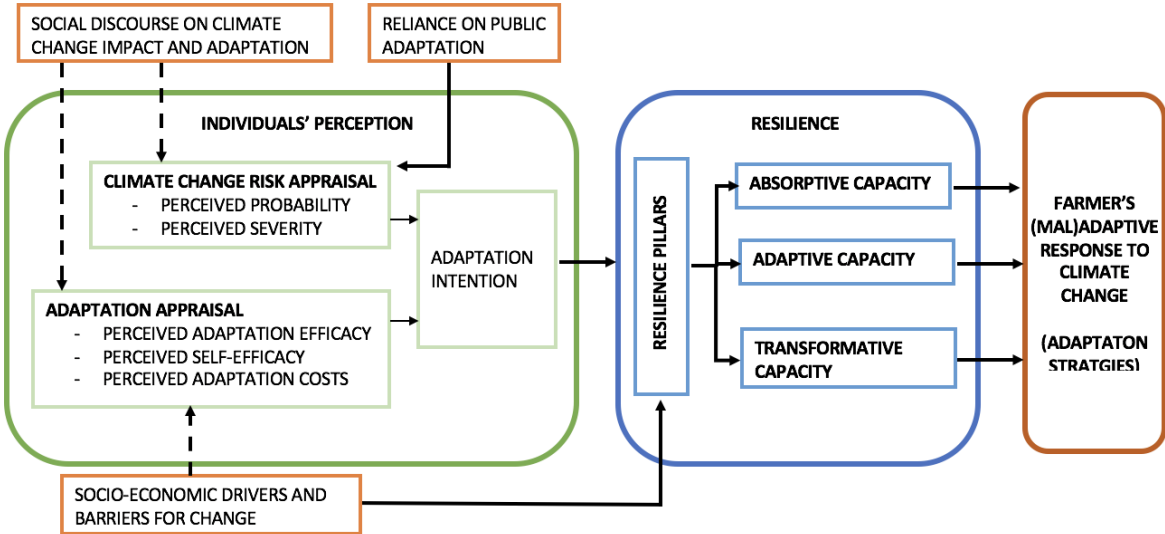 SOCIAL DISCOURSE ON CLIMATE
CHANGE IMPACT AND ADAPTATION
RELIANCE ON PUBLIC
ADAPTATION
INDIVIDUALS' PERCEPTION
CLIMATE CHANGE RISK APPRAISAL
- PERCEIVED PROBABILITY
- PERCEIVED SEVERITY
ADAPTATION APPRAISAL
- PERCEIVED ADAPTATION EFFICACY
- PERCEIVED SELF-EFFICACY
- PERCEIVED ADAPTATION COSTS
ADAPTATION
INTENTION
SOCIO-ECONOMIC DRIVERS AND
BARRIERS FOR CHANGE
RESILIENCE
RESILIENCE PILLARS
ABSORPTIVE CAPACITY
ADAPTIVE CAPACITY
TRANSFORMATIVE
CAPACITY
FARMER'S
(MAL)ADAPTIVE
RESPONSE TO
CLIMATE
CHANGE
(ADAPTATON
STRATGIES)